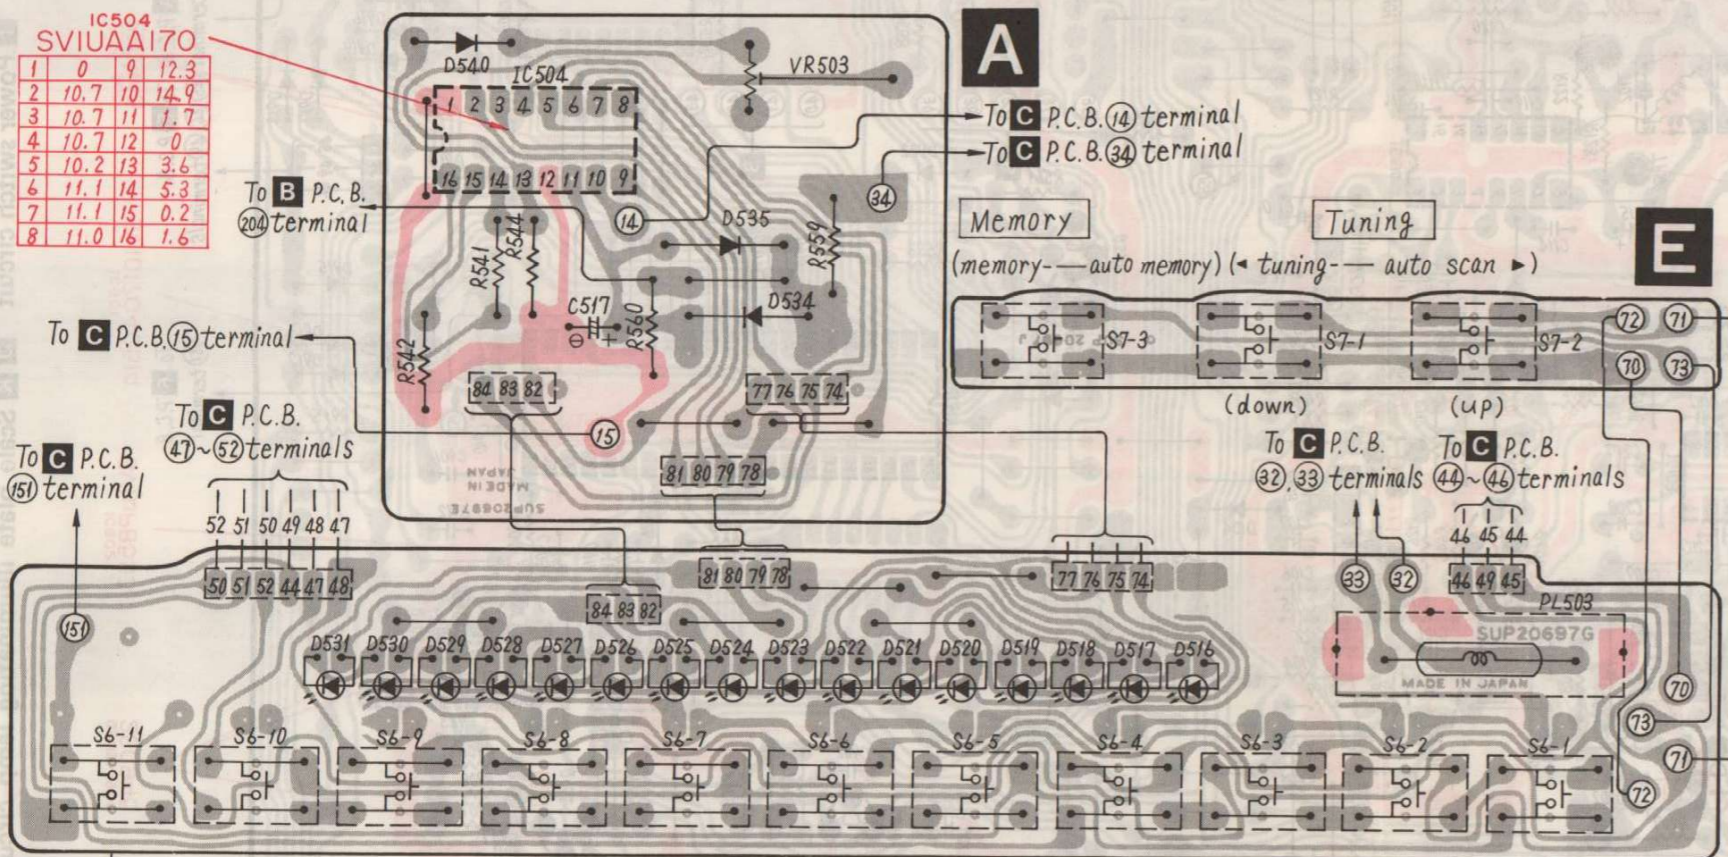 IC504
SVIUAA170
1 0 9 12.3
2 10.7 10 14.9
3 10.7 11 1.7
4 10.7 12 0
5 10.2 13 3.6
6 11.1 14 5.3
7 11.1 15 0.2
8 11.0 16 1.6
D540
IC504
VR503
1 2 3 4 5 6 7 8
16 15 14 13 12 11 10 9
A
To C P.C.B. 14 terminal
To C P.C.B. 34 terminal
To B P.C.B.
204 terminal
14
34
D535
R559
R541
R544
D534
C517
⊖ +
R560
R542
To C P.C.B. 15 terminal
84 83 82
77 76 75 74
15
81 80 79 78
MADE IN
JAPAN
SUP20697E
Memory
Tuning
E
(memory-—auto memory) (◂ tuning-— auto scan ▸)
S7-3
S7-1
S7-2
72 71
70 73
(down)
(up)
To C P.C.B.
47~52 terminals
To C P.C.B.
151 terminal
To C P.C.B.
32, 33 terminals
To C P.C.B.
44~46 terminals
52 51 50 49 48 47
46 45 44
50 51 52 44 47 48
84 83 82
81 80 79 78
77 76 75 74
33 32
46 49 45
151
PL503
SUP20697G
MADE IN JAPAN
D531 D530 D529 D528 D527 D526 D525 D524 D523 D522 D521 D520 D519 D518 D517 D516
70
73
71
72
S6-11 S6-10 S6-9 S6-8 S6-7 S6-6 S6-5 S6-4 S6-3 S6-2 S6-1